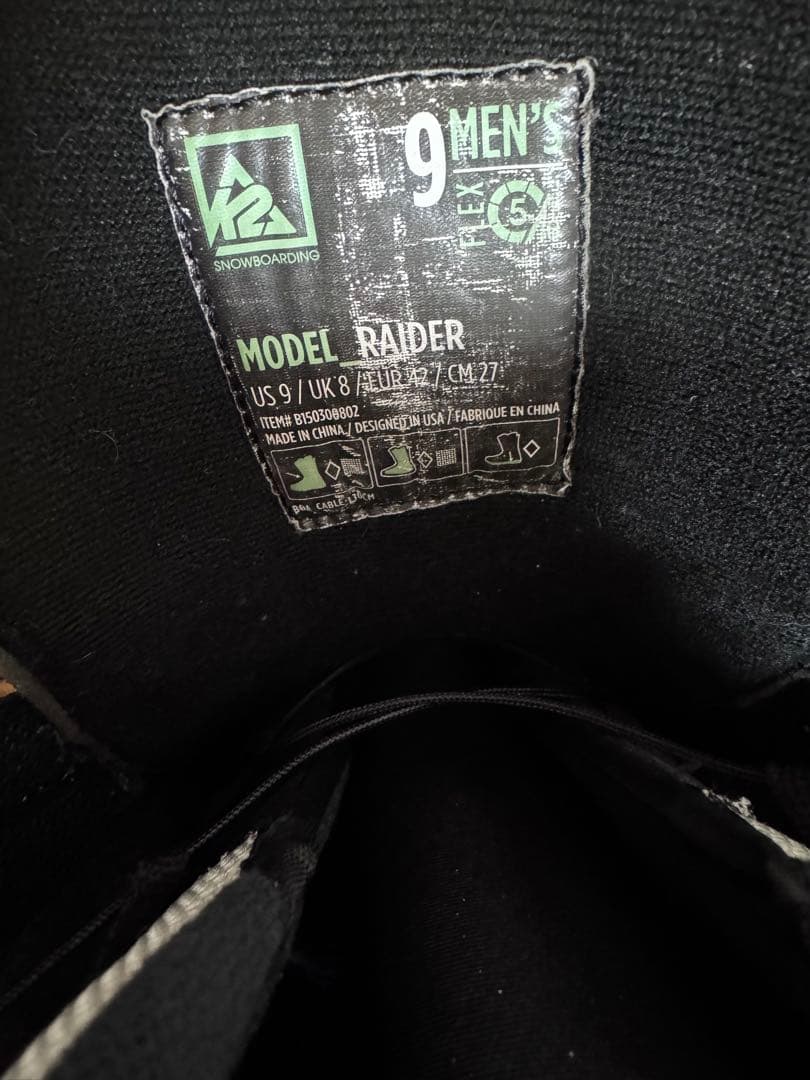 K2
SNOWBOARDING
9 MEN'S
FLEX 5
MODEL_RAIDER
US 9 / UK 8 / EUR 42 / CM 27
ITEM# B150300802
MADE IN CHINA / DESIGNED IN USA / FABRIQUE EN CHINA